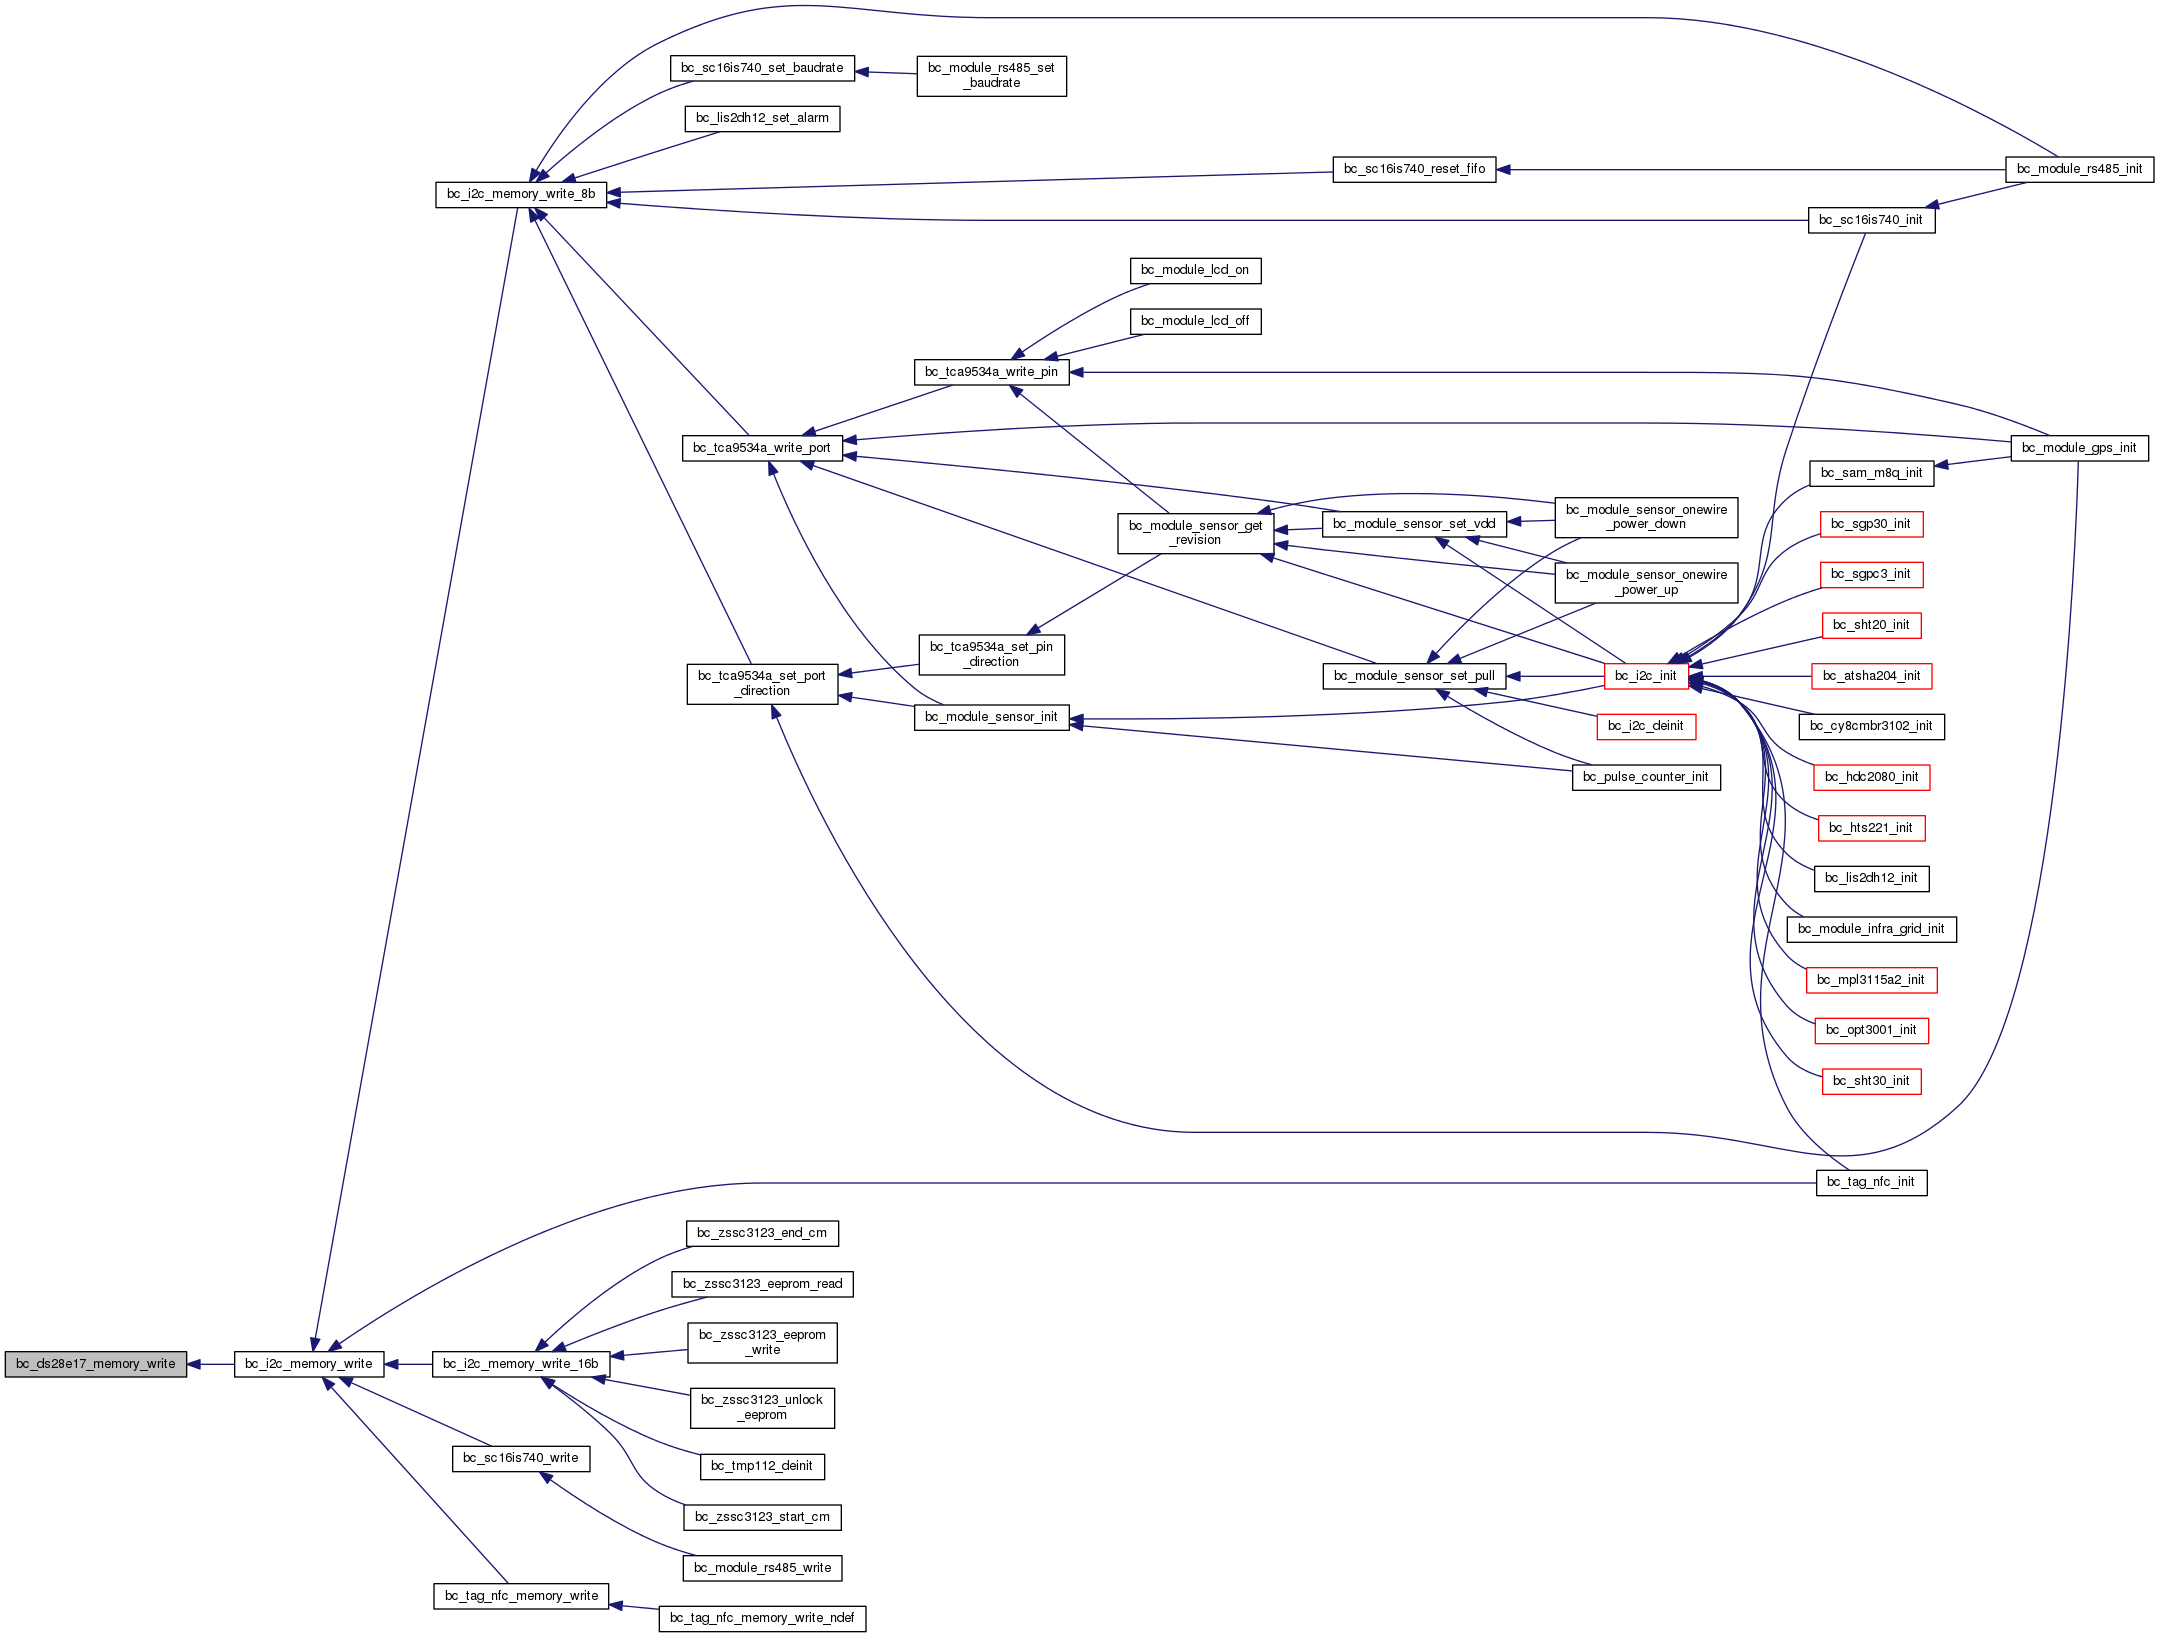 bc_sc16is740_set_baudrate
bc_module_rs485_set
_baudrate
bc_lis2dh12_set_alarm
bc_sc16is740_reset_fifo
bc_module_rs485_init
bc_i2c_memory_write_8b
bc_sc16is740_init
bc_module_lcd_on
bc_module_lcd_off
bc_tca9534a_write_pin
bc_tca9534a_write_port
bc_module_gps_init
bc_sam_m8q_init
bc_module_sensor_get
_revision
bc_module_sensor_set_vdd
bc_module_sensor_onewire
_power_down
bc_sgp30_init
bc_module_sensor_onewire
_power_up
bc_sgpc3_init
bc_sht20_init
bc_tca9534a_set_pin
_direction
bc_tca9534a_set_port
_direction
bc_module_sensor_set_pull
bc_i2c_init
bc_atsha204_init
bc_module_sensor_init
bc_i2c_deinit
bc_cy8cmbr3102_init
bc_pulse_counter_init
bc_hdc2080_init
bc_hts221_init
bc_lis2dh12_init
bc_module_infra_grid_init
bc_mpl3115a2_init
bc_opt3001_init
bc_sht30_init
bc_tag_nfc_init
bc_zssc3123_end_cm
bc_zssc3123_eeprom_read
bc_zssc3123_eeprom
_write
bc_ds28e17_memory_write
bc_i2c_memory_write
bc_i2c_memory_write_16b
bc_zssc3123_unlock
_eeprom
bc_sc16is740_write
bc_tmp112_deinit
bc_zssc3123_start_cm
bc_module_rs485_write
bc_tag_nfc_memory_write
bc_tag_nfc_memory_write_ndef